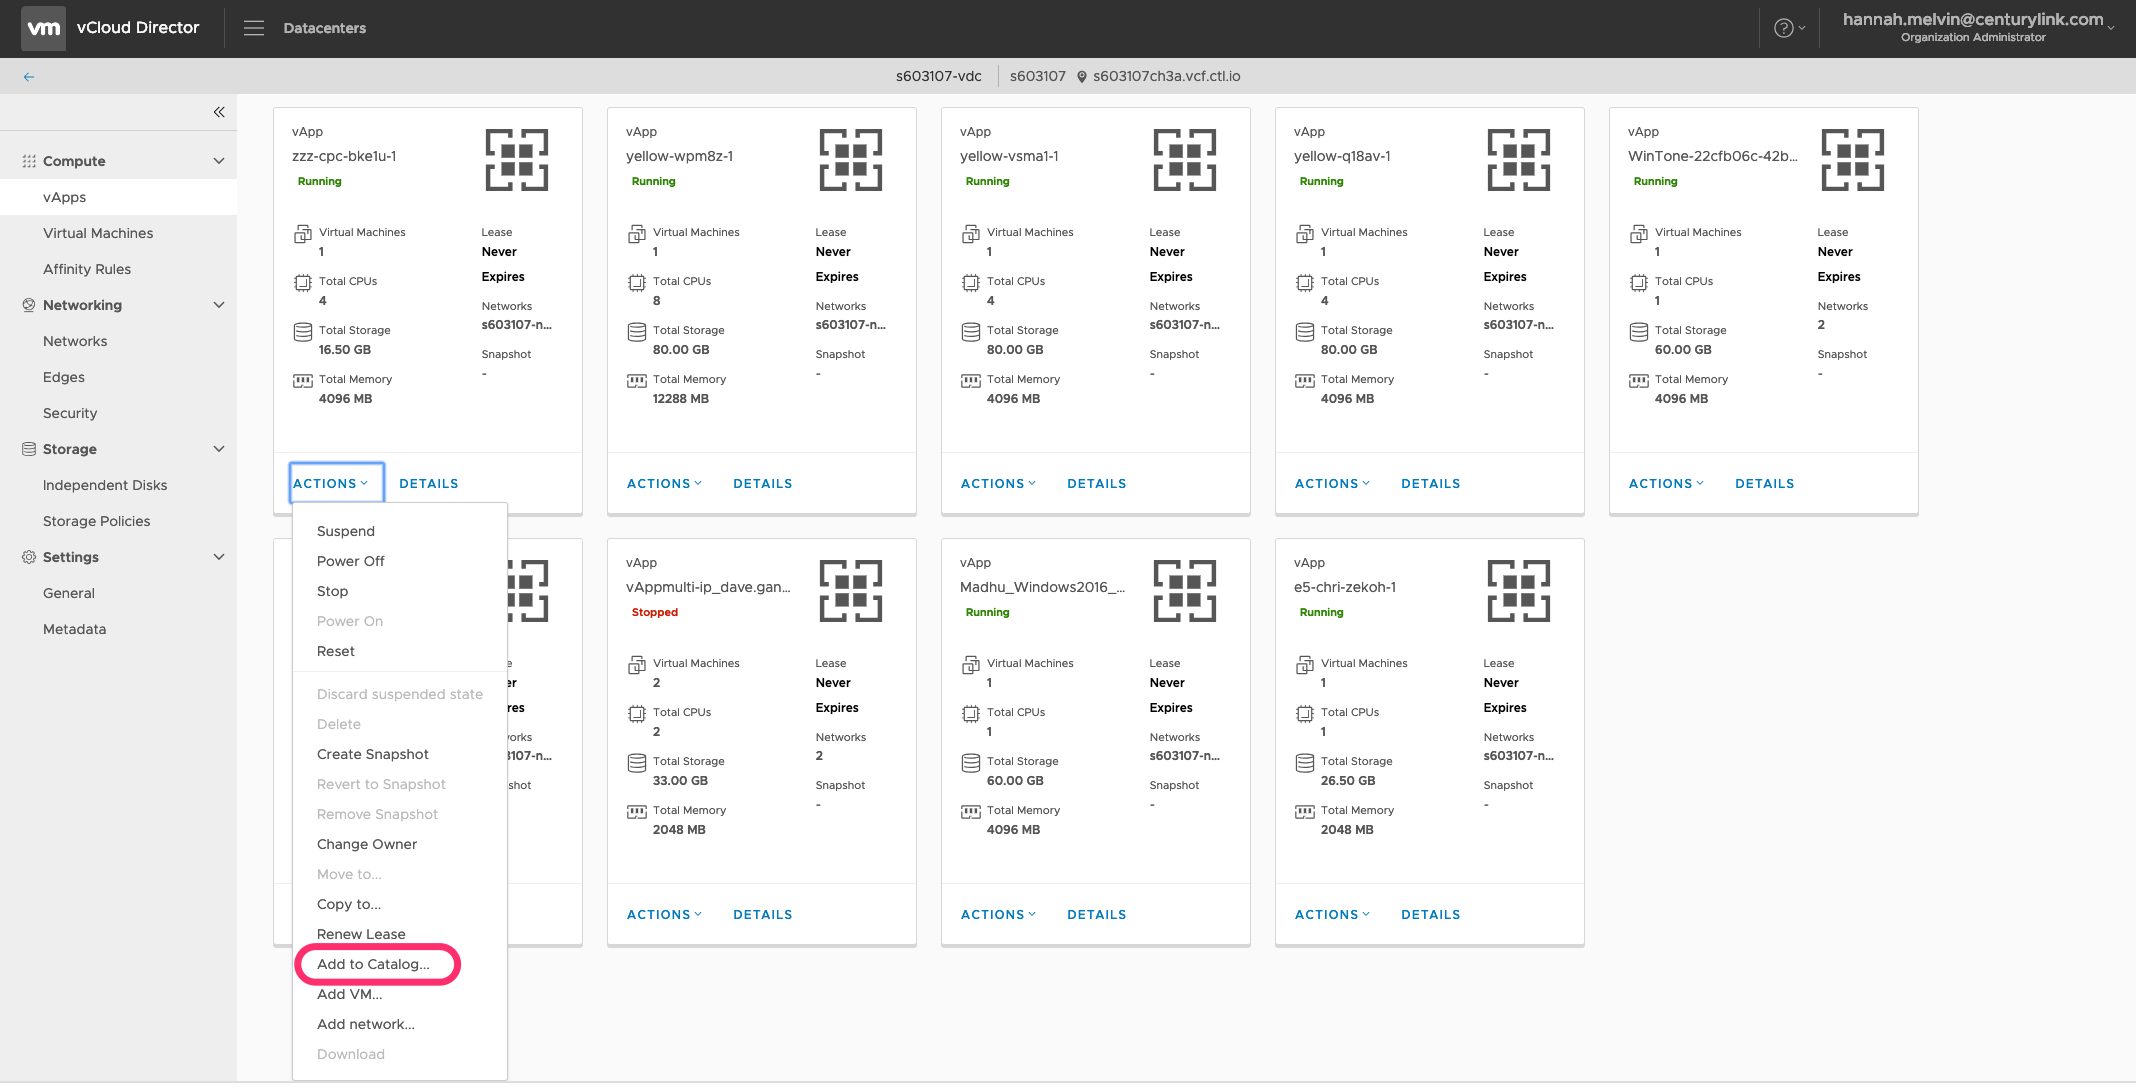 vm vCloud Director
Datacenters
hannah.melvin@centurylink.com
Organization Administrator
s603107-vdc
s603107
s603107ch3a.vcf.ctl.io
Compute
vApps
Virtual Machines
Affinity Rules
Networking
Networks
Edges
Security
Storage
Independent Disks
Storage Policies
Settings
General
Metadata
vApp
zzz-cpc-bke1u-1
Running
Virtual Machines
1
Total CPUs
4
Total Storage
16.50 GB
Total Memory
4096 MB
Lease
Never
Expires
Networks
s603107-n...
Snapshot
-
ACTIONS
DETAILS
vApp
yellow-wpm8z-1
Running
Virtual Machines
1
Total CPUs
8
Total Storage
80.00 GB
Total Memory
12288 MB
Lease
Never
Expires
Networks
s603107-n...
Snapshot
-
ACTIONS
DETAILS
vApp
yellow-vsma1-1
Running
Virtual Machines
1
Total CPUs
4
Total Storage
80.00 GB
Total Memory
4096 MB
Lease
Never
Expires
Networks
s603107-n...
Snapshot
-
ACTIONS
DETAILS
vApp
yellow-q18av-1
Running
Virtual Machines
1
Total CPUs
4
Total Storage
80.00 GB
Total Memory
4096 MB
Lease
Never
Expires
Networks
s603107-n...
Snapshot
-
ACTIONS
DETAILS
vApp
WinTone-22cfb06c-42b...
Running
Virtual Machines
1
Total CPUs
1
Total Storage
60.00 GB
Total Memory
4096 MB
Lease
Never
Expires
Networks
2
Snapshot
-
ACTIONS
DETAILS
Suspend
Power Off
Stop
Power On
Reset
Discard suspended state
Delete
Create Snapshot
Revert to Snapshot
Remove Snapshot
Change Owner
Move to...
Copy to...
Renew Lease
Add to Catalog...
Add VM...
Add network...
Download
vApp
vAppmulti-ip_dave.gan...
Stopped
Virtual Machines
2
Total CPUs
2
Total Storage
33.00 GB
Total Memory
2048 MB
Lease
Never
Expires
Networks
2
Snapshot
-
ACTIONS
DETAILS
vApp
Madhu_Windows2016_...
Running
Virtual Machines
1
Total CPUs
1
Total Storage
60.00 GB
Total Memory
4096 MB
Lease
Never
Expires
Networks
s603107-n...
Snapshot
-
ACTIONS
DETAILS
vApp
e5-chri-zekoh-1
Running
Virtual Machines
1
Total CPUs
1
Total Storage
26.50 GB
Total Memory
2048 MB
Lease
Never
Expires
Networks
s603107-n...
Snapshot
-
ACTIONS
DETAILS